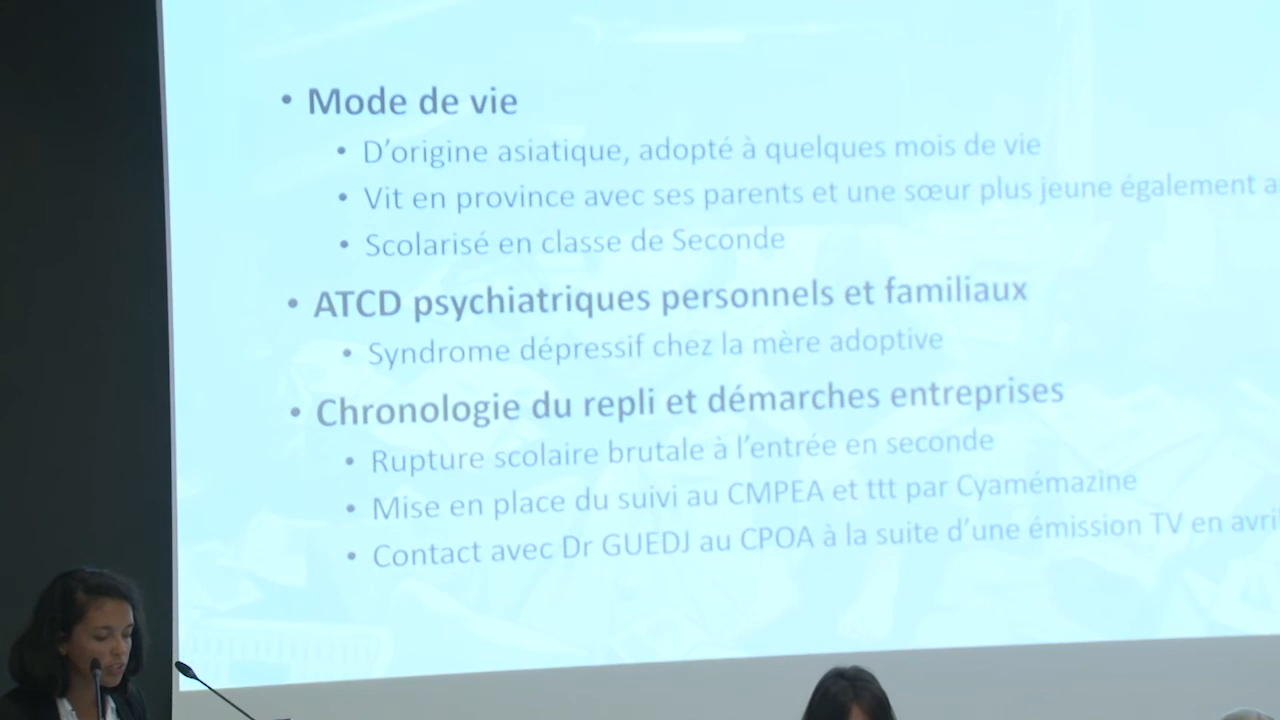 • Mode de vie
• D’origine asiatique, adopté à quelques mois de vie
• Vit en province avec ses parents et une sœur plus jeune également
• Scolarisé en classe de Seconde
• ATCD psychiatriques personnels et familiaux
• Syndrome dépressif chez la mère adoptive
• Chronologie du repli et démarches entreprises
• Rupture scolaire brutale à l’entrée en seconde
• Mise en place du suivi au CMPEA et ttt par Cyamémazine
• Contact avec Dr GUEDJ au CPOA à la suite d’une émission TV en avri